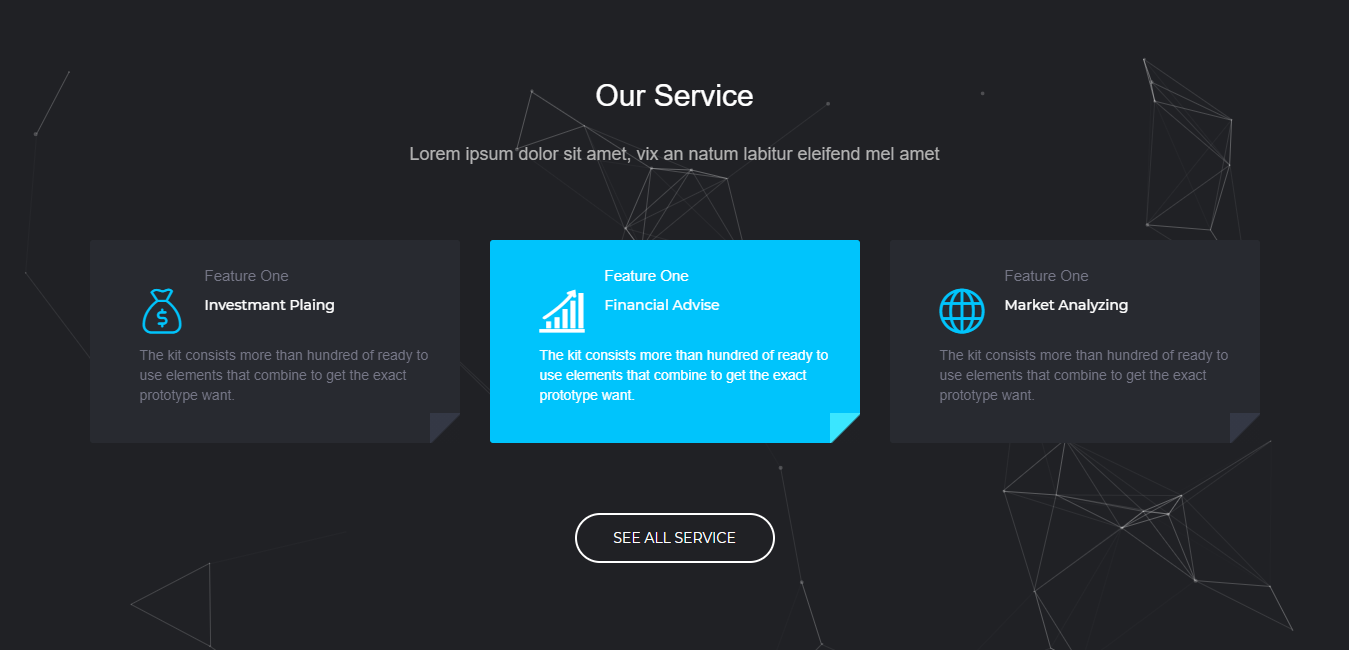 Our Service
Lorem ipsum dolor sit amet, vix an natum labitur eleifend mel amet
Feature One
Investmant Plaing
The kit consists more than hundred of ready to
use elements that combine to get the exact
prototype want.
Feature One
Financial Advise
The kit consists more than hundred of ready to
use elements that combine to get the exact
prototype want.
Feature One
Market Analyzing
The kit consists more than hundred of ready to
use elements that combine to get the exact
prototype want.
SEE ALL SERVICE